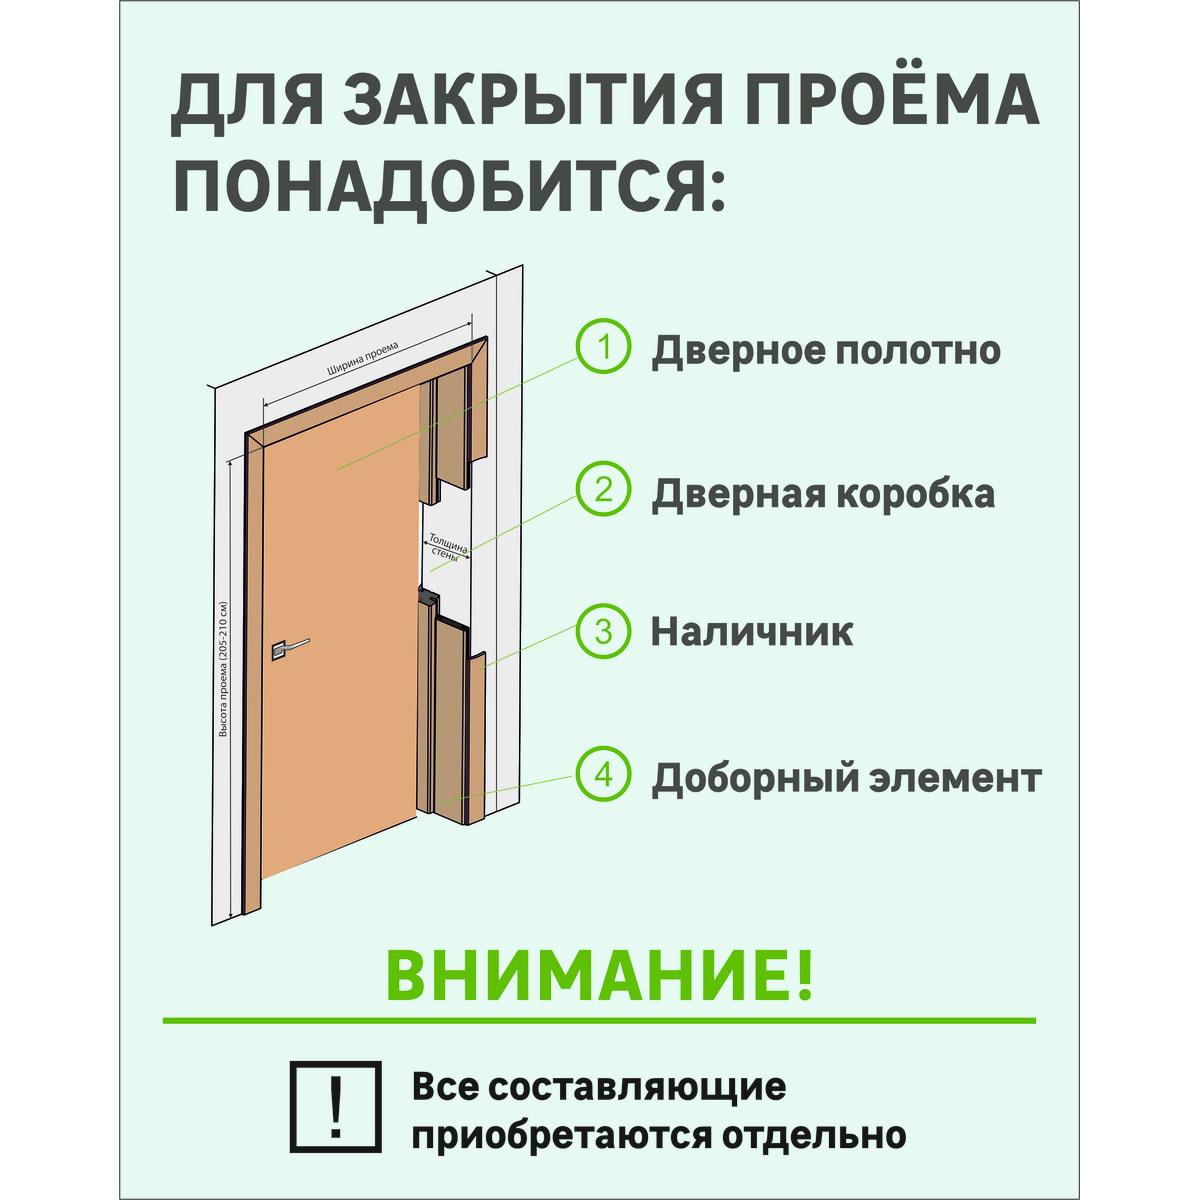 ДЛЯ ЗАКРЫТИЯ ПРОЁМА
ПОНАДОБИТСЯ:
Ширина проема
1 Дверное полотно
2 Дверная коробка
Толщина
стены
Высота проема (205-210 см)
3 Наличник
4 Доборный элемент
ВНИМАНИЕ!
! Все составляющие
приобретаются отдельно